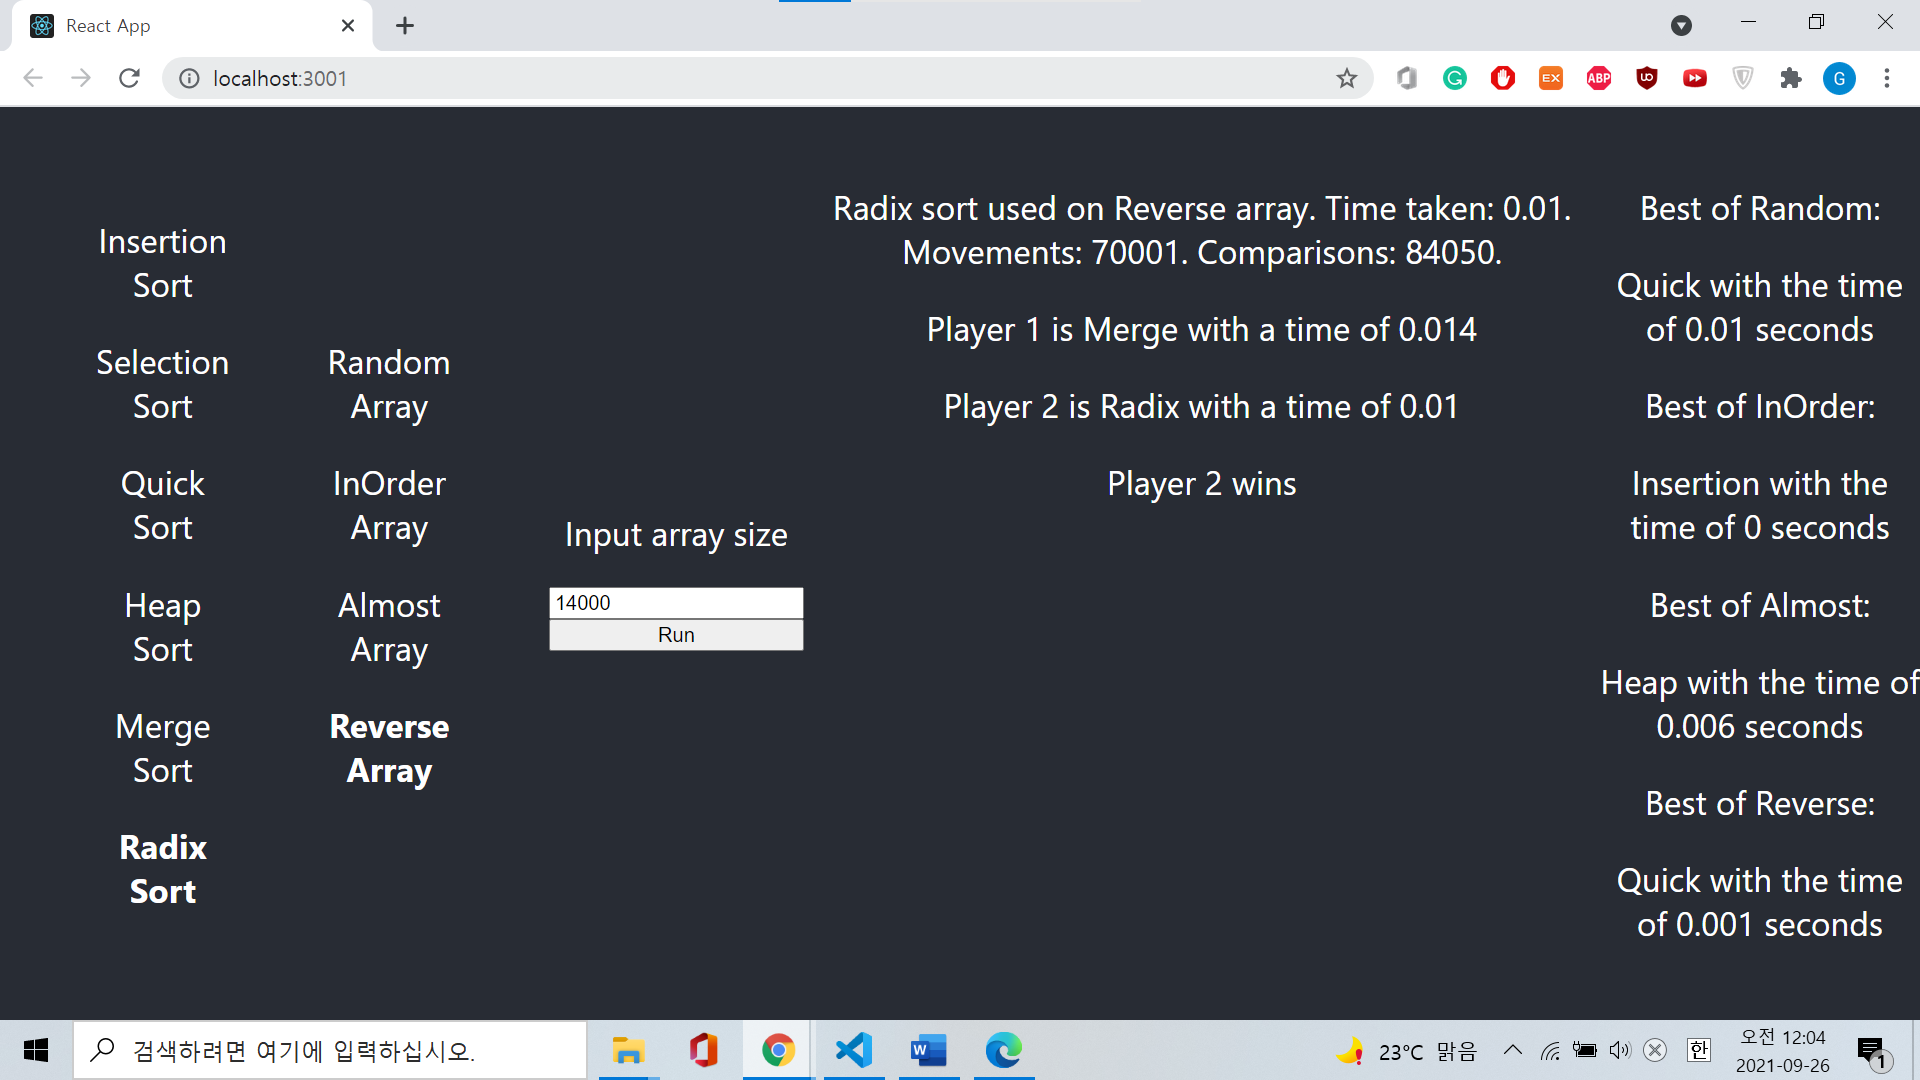 React App
localhost:3001
EX
ABP
G
Insertion
Sort
Selection
Sort
Quick
Sort
Heap
Sort
Merge
Sort
Radix
Sort
Random
Array
InOrder
Array
Almost
Array
Reverse
Array
Input array size
14000
Run
Radix sort used on Reverse array. Time taken: 0.01.
Movements: 70001. Comparisons: 84050.
Player 1 is Merge with a time of 0.014
Player 2 is Radix with a time of 0.01
Player 2 wins
Best of Random:
Quick with the time
of 0.01 seconds
Best of InOrder:
Insertion with the
time of 0 seconds
Best of Almost:
Heap with the time of
0.006 seconds
Best of Reverse:
Quick with the time
of 0.001 seconds
검색하려면 여기에 입력하십시오.
W
23°C 맑음
한
오전 12:04
2021-09-26
1